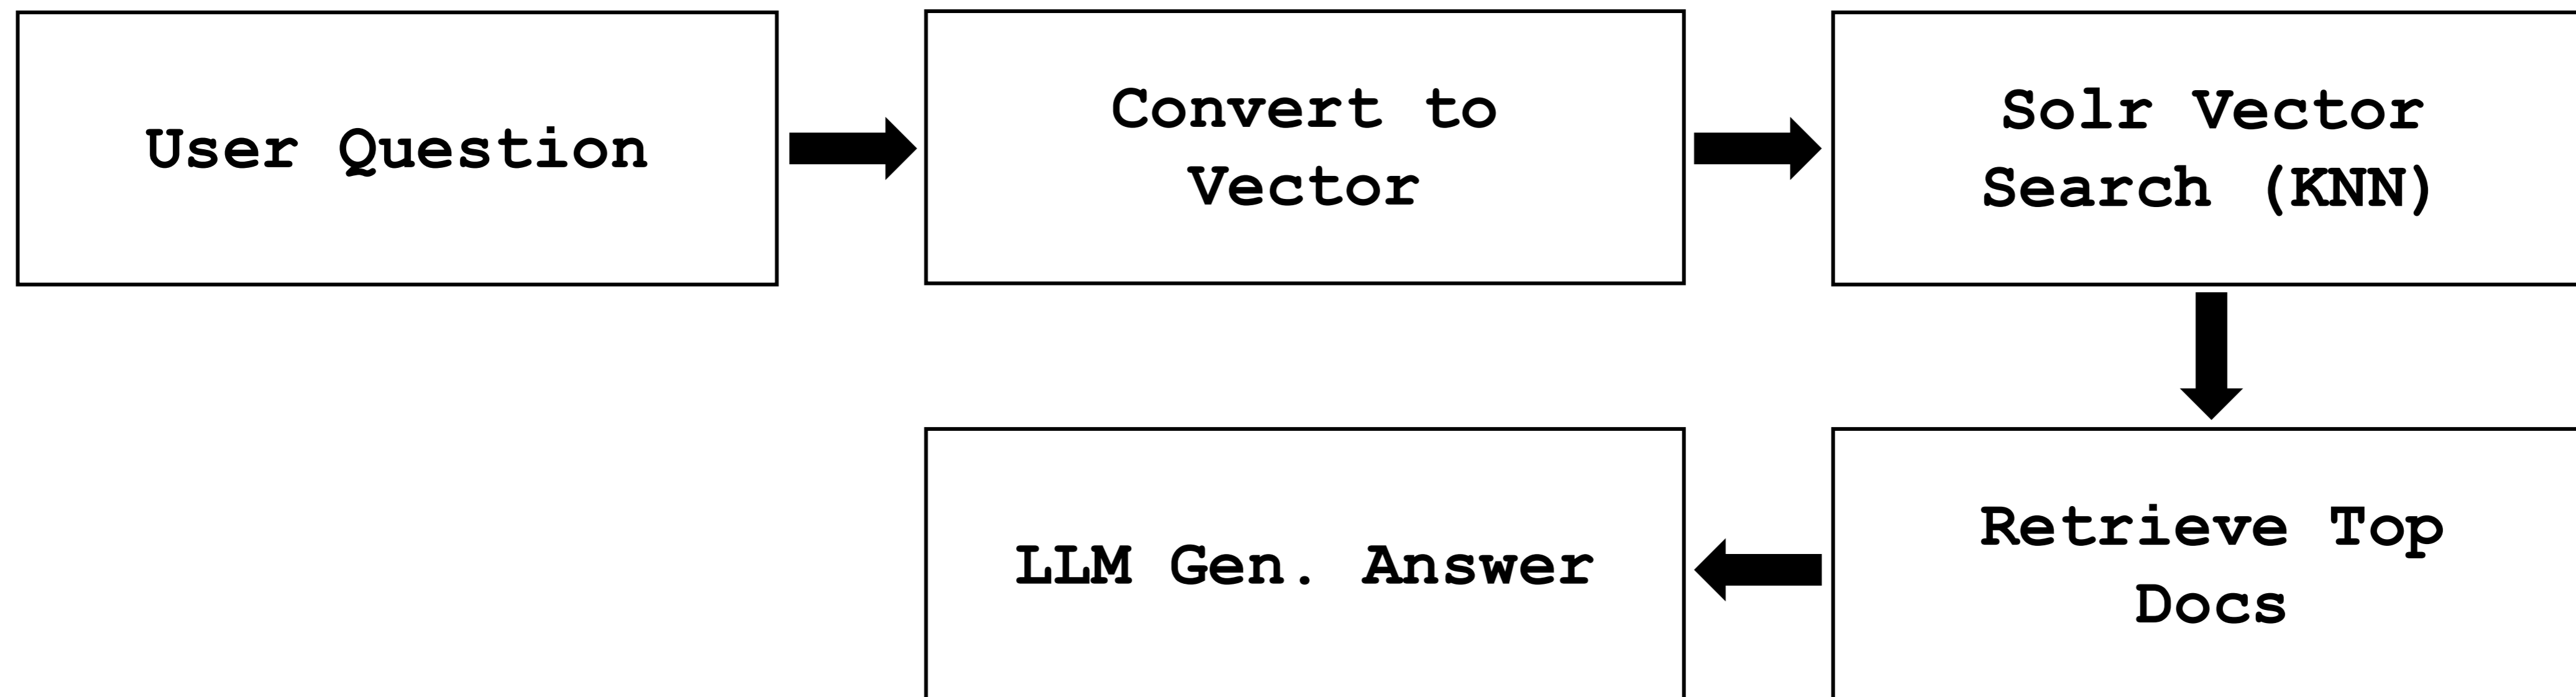 User Question
Convert to
Vector
Solr Vector
Search (KNN)
Retrieve Top
Docs
LLM Gen. Answer